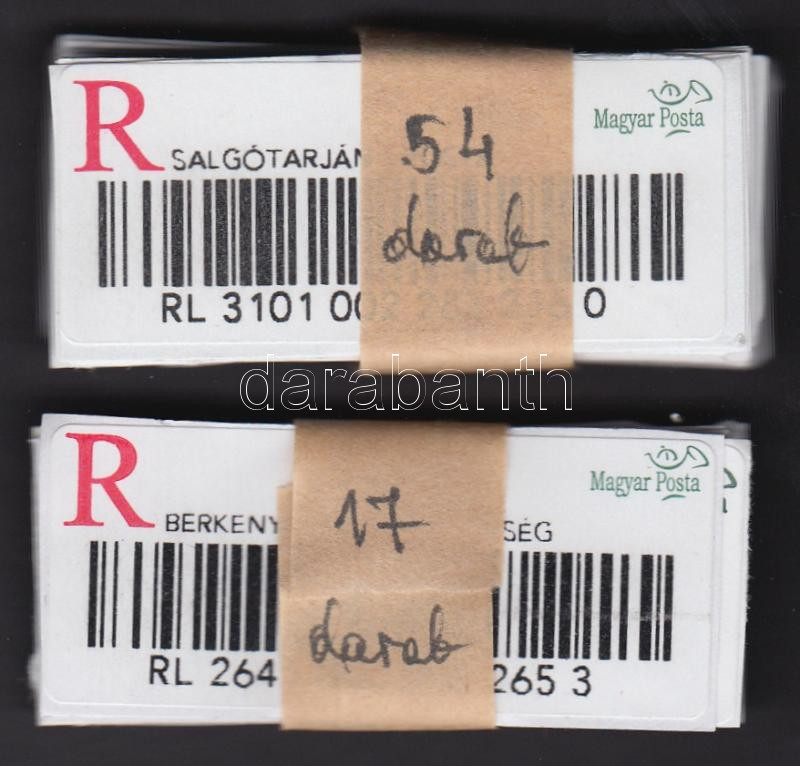 R
Magyar Posta
SALGÓTARJÁN
54
darab
RL 3101 00 0
darabanth
R
Magyar Posta
BERKENY SÉG
17
darab
RL 264 265 3